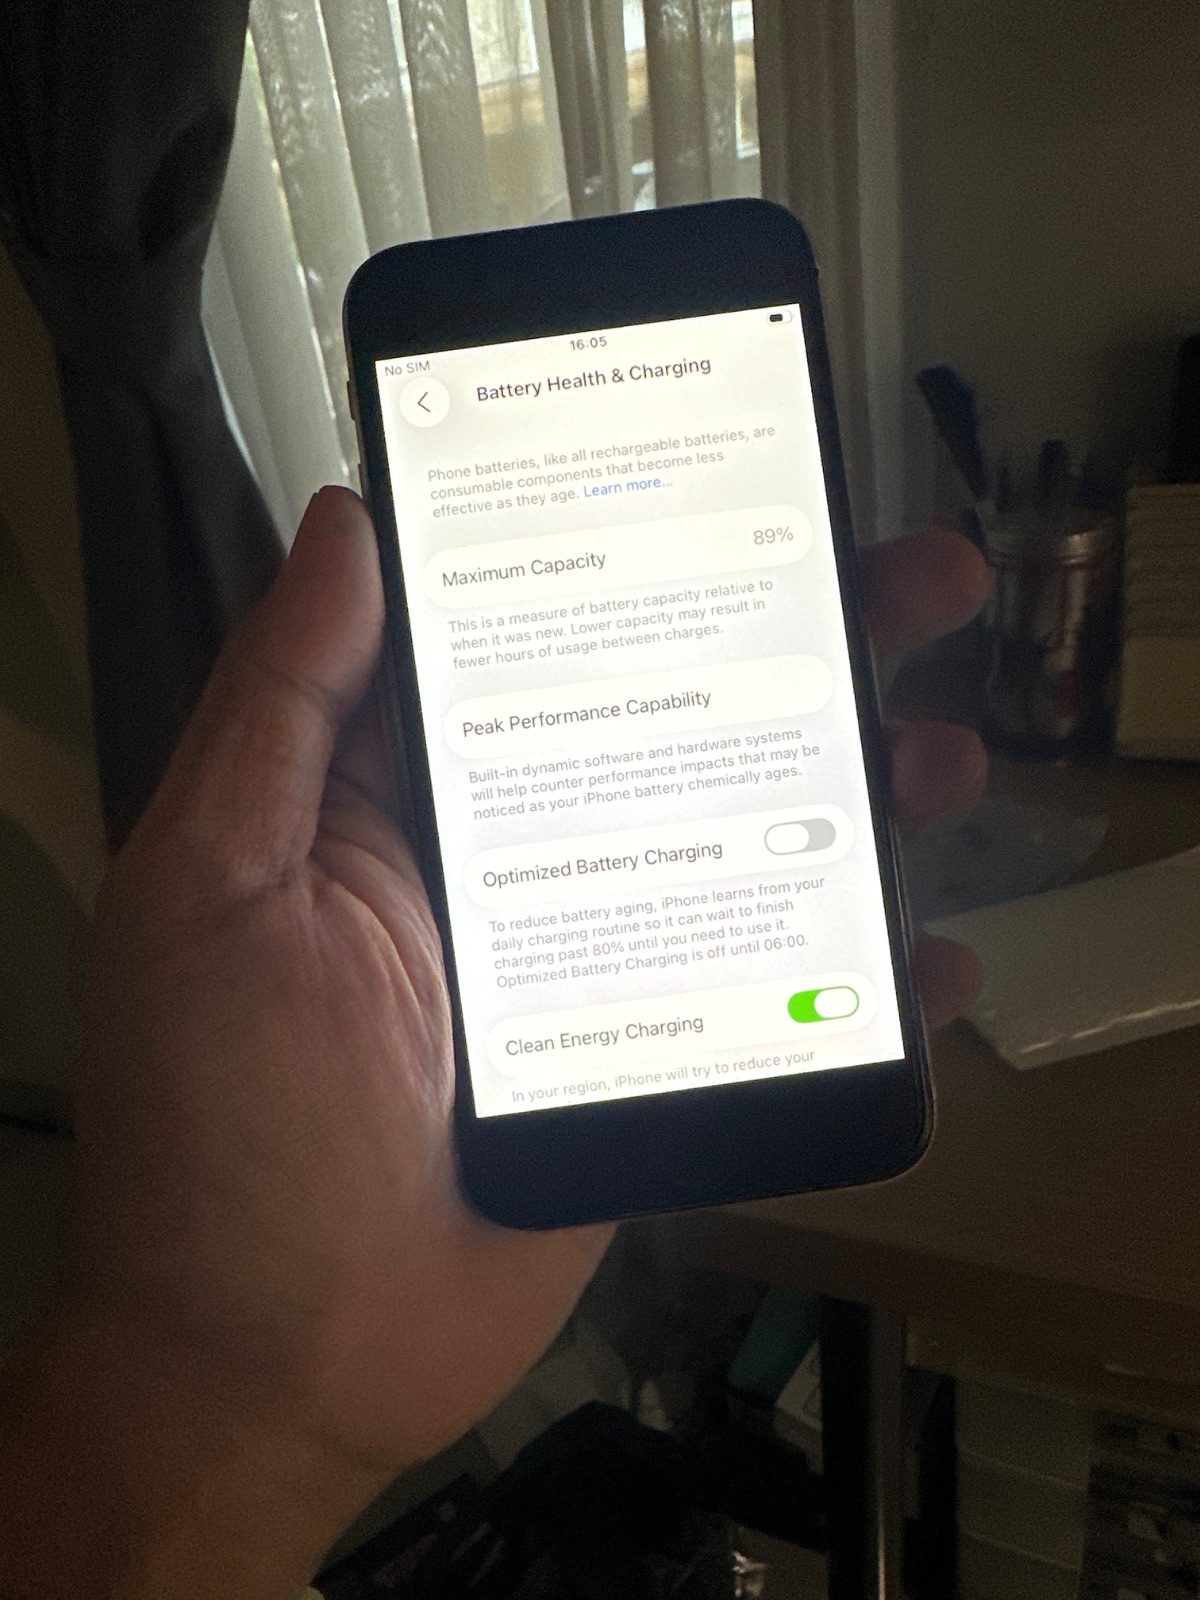 No SIM
16:05
Battery Health & Charging
Phone batteries, like all rechargeable batteries, are
consumable components that become less
effective as they age. Learn more...
Maximum Capacity 89%
This is a measure of battery capacity relative to
when it was new. Lower capacity may result in
fewer hours of usage between charges.
Peak Performance Capability
Built-in dynamic software and hardware systems
will help counter performance impacts that may be
noticed as your iPhone battery chemically ages.
Optimized Battery Charging
To reduce battery aging, iPhone learns from your
daily charging routine so it can wait to finish
charging past 80% until you need to use it.
Optimized Battery Charging is off until 06:00.
Clean Energy Charging
In your region, iPhone will try to reduce your